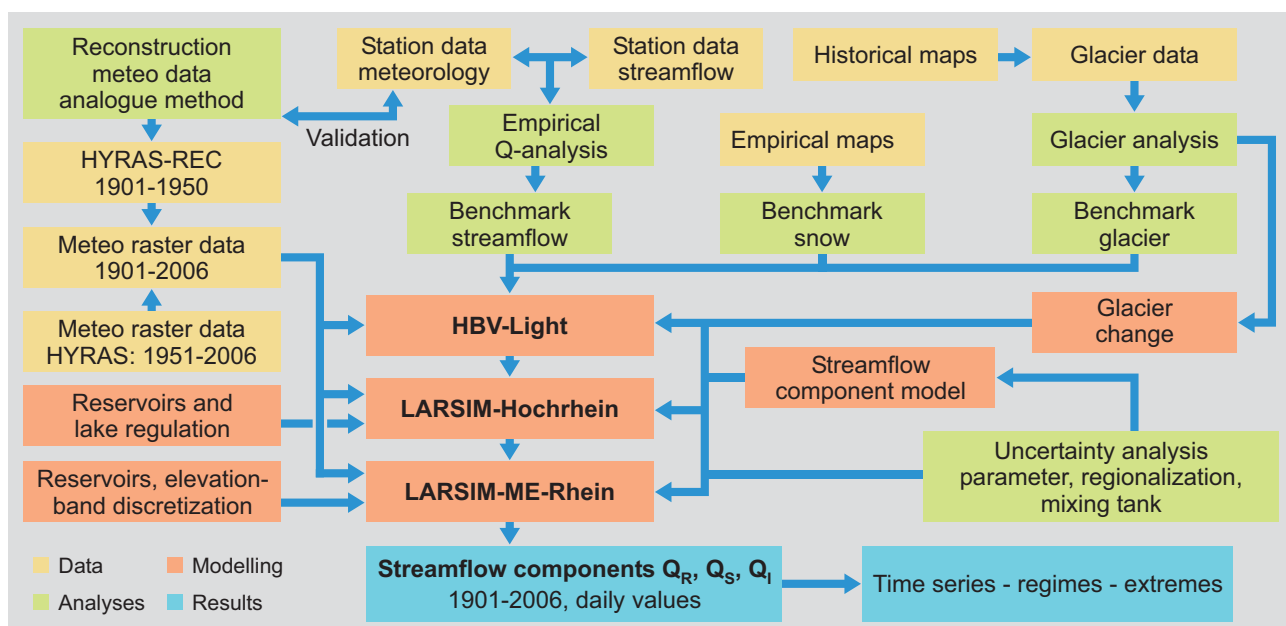 Reconstruction
meteo data
analogue method
Station data
meteorology
Station data
streamflow
Historical maps
Glacier data
Validation
Empirical
Q-analysis
Empirical maps
Glacier analysis
HYRAS-REC
1901-1950
Benchmark
streamflow
Benchmark
snow
Benchmark
glacier
Meteo raster data
1901-2006
Meteo raster data
HYRAS: 1951-2006
HBV-Light
Glacier
change
Streamflow
component model
Reservoirs and
lake regulation
LARSIM-Hochrhein
Uncertainty analysis
parameter, regionalization,
mixing tank
Reservoirs, elevation-
band discretization
LARSIM-ME-Rhein
Streamflow components Q_R, Q_S, Q_I
1901-2006, daily values
Time series - regimes - extremes
Data
Modelling
Analyses
Results